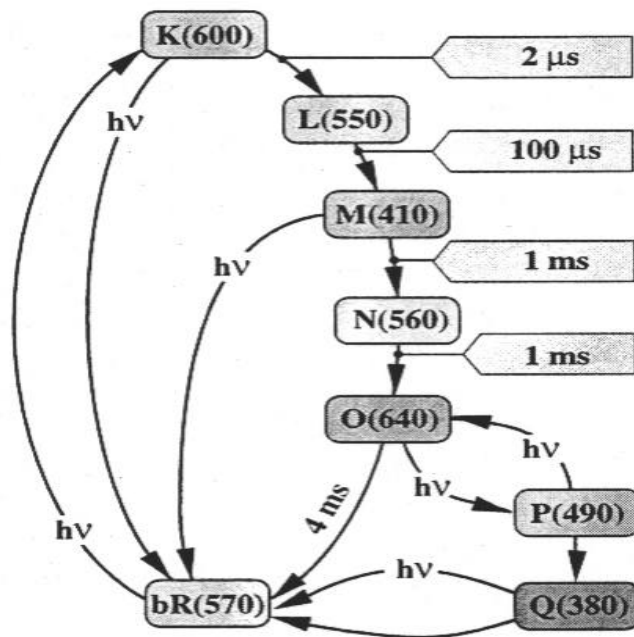 K(600)
2 μs
hν
L(550)
100 μs
M(410)
hν
1 ms
N(560)
1 ms
O(640)
hν
hν
4 ms
P(490)
hν
hν
bR(570)
Q(380)